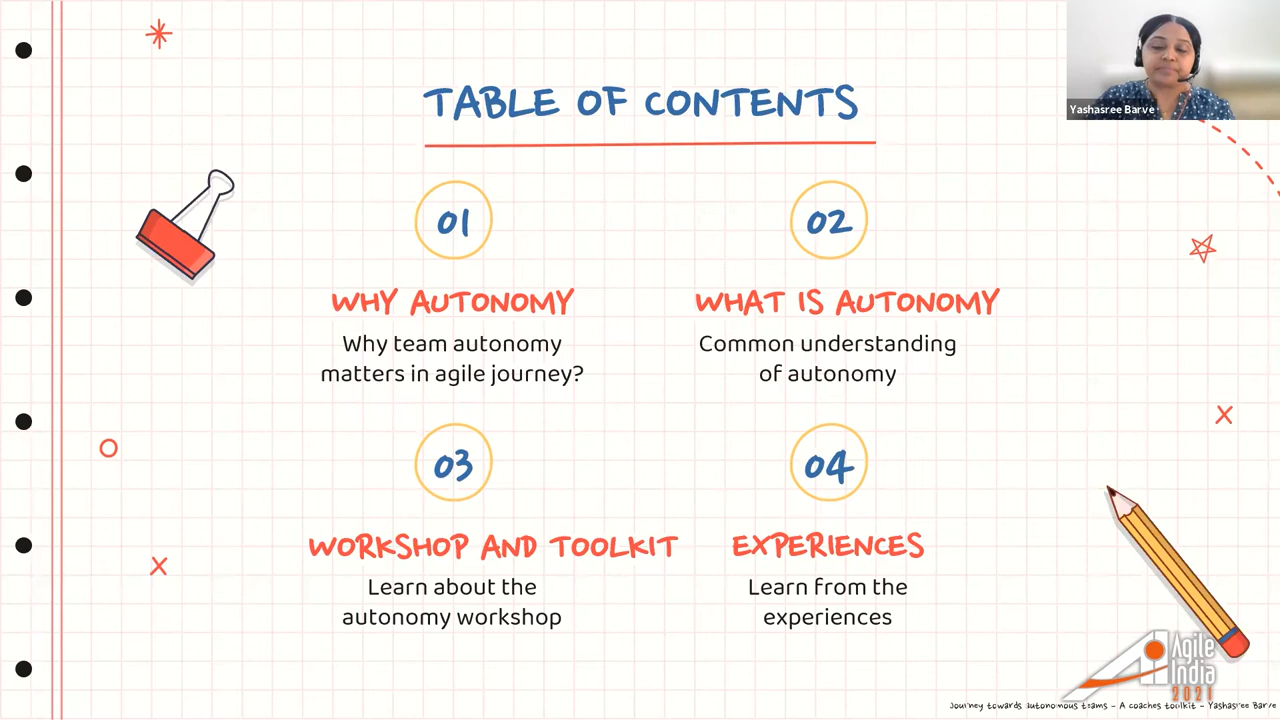 Yashasree Barve
TABLE OF CONTENTS
01
WHY AUTONOMY
Why team autonomy
matters in agile journey?
02
WHAT IS AUTONOMY
Common understanding
of autonomy
03
WORKSHOP AND TOOLKIT
Learn about the
autonomy workshop
04
EXPERIENCES
Learn from the
experiences
Agile
India
2021
Journey towards autonomous teams - A coaches toolkit - Yashasree Barve